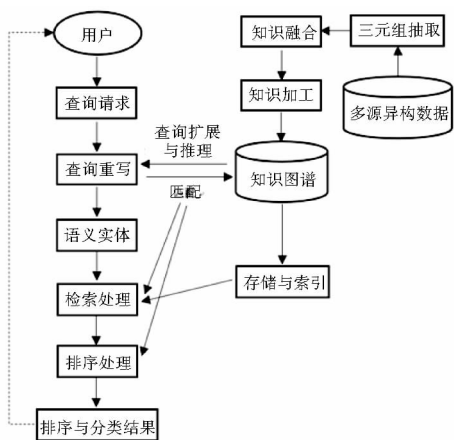 用户
知识融合
三元组抽取
查询请求
知识加工
多源异构数据
查询扩展
与推理
查询重写
知识图谱
匹配
语义实体
检索处理
存储与索引
排序处理
排序与分类结果